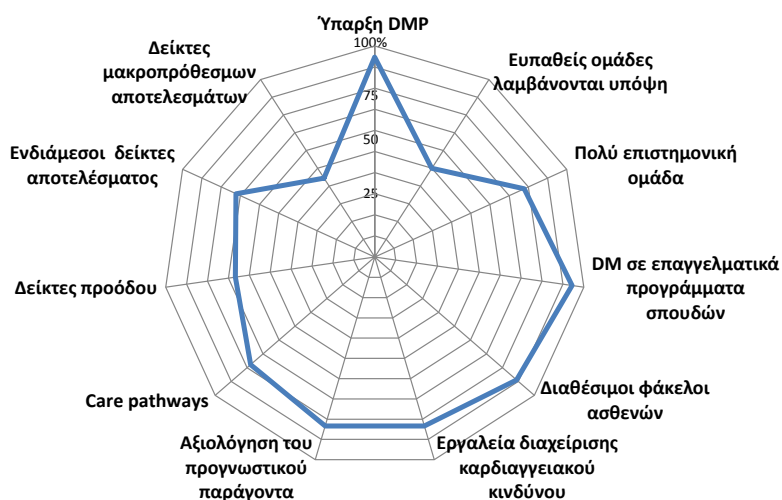 Ύπαρξη DMP
100%
75
50
25
Ευπαθείς ομάδες
λαμβάνονται υπόψη
Πολύ επιστημονική
ομάδα
DM σε επαγγελματικά
προγράμματα
σπουδών
Διαθέσιμοι φάκελοι
ασθενών
Εργαλεία διαχείρισης
καρδιαγγειακού
κινδύνου
Αξιολόγηση του
προγνωστικού
παράγοντα
Care pathways
Δείκτες προόδου
Ενδιάμεσοι δείκτες
αποτελέσματος
Δείκτες
μακροπρόθεσμων
αποτελεσμάτων